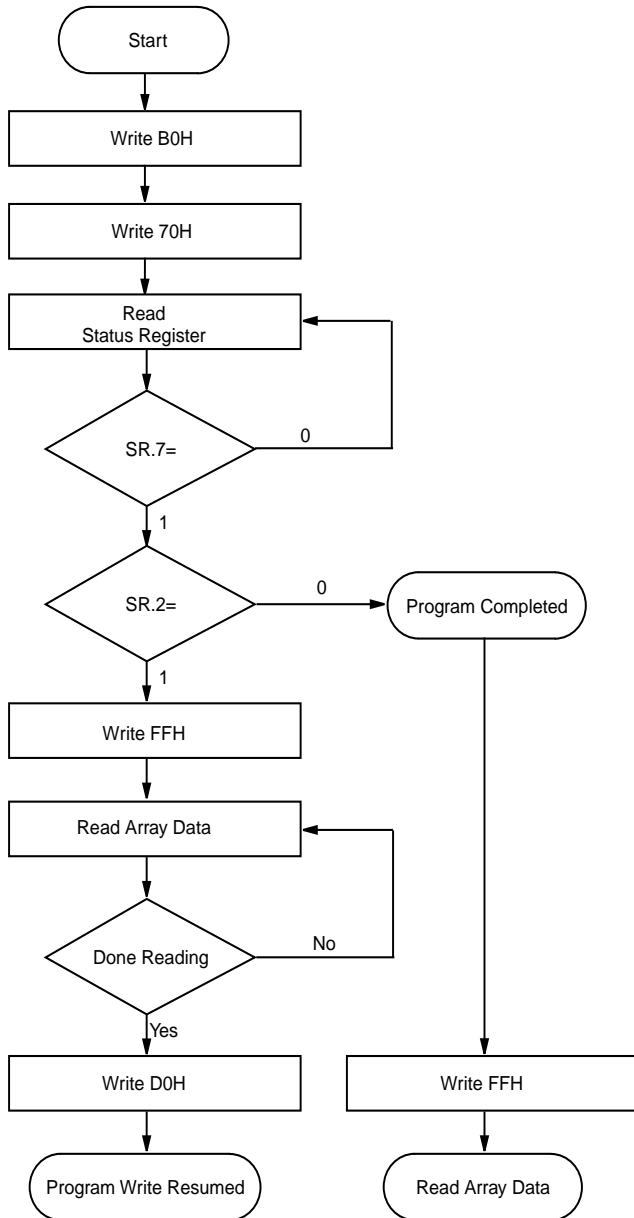 Start
Write B0H
Write 70H
Read
Status Register
SR.7=
0
1
SR.2=
0
Program Completed
1
Write FFH
Read Array Data
Done Reading
No
Yes
Write D0H
Write FFH
Program Write Resumed
Read Array Data